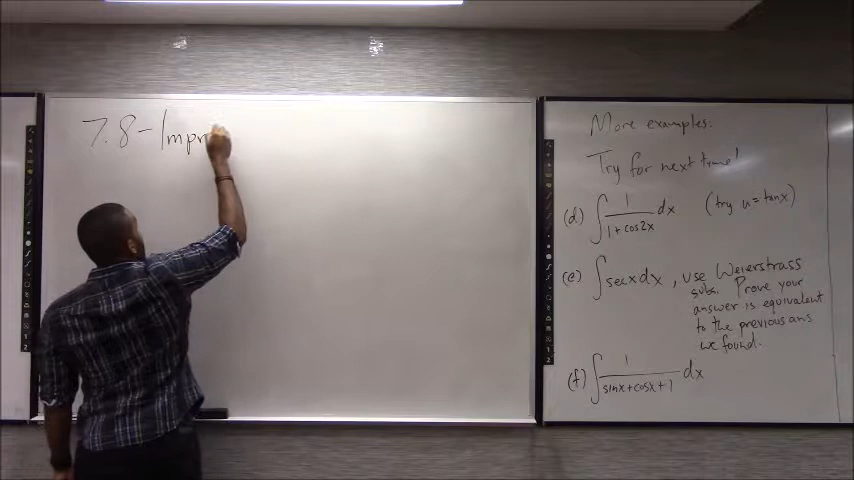 7.8 - Impr
More examples:
Try for next time!
(d) ∫ 1/(1+cos2x) dx (try u=tanx)
(e) ∫ secx dx, use Weierstrass
subs. Prove your
answer is equivalent
to the previous ans
we found.
(f) ∫ 1/(sinx+cosx+1) dx